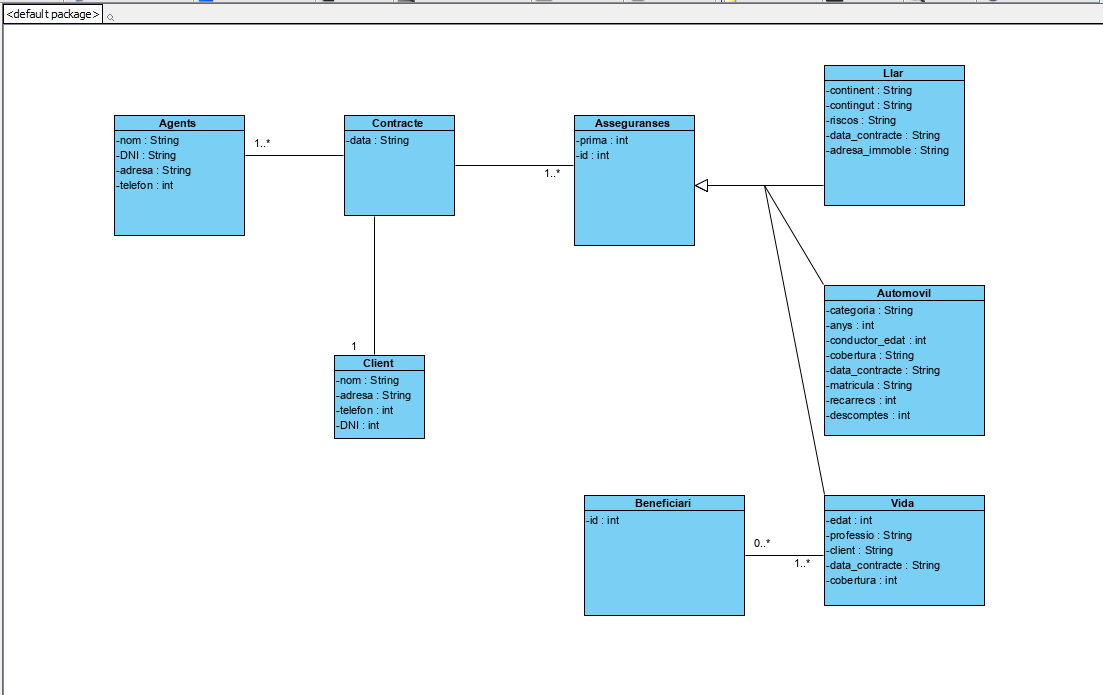 <default package>
Agents
-nom : String
-DNI : String
-adresa : String
-telefon : int
1..*
Contracte
-data : String
1..*
Asseguranses
-prima : int
-id : int
Llar
-continent : String
-contingut : String
-riscos : String
-data_contracte : String
-adresa_immoble : String
Automovil
-categoria : String
-anys : int
-conductor_edat : int
-cobertura : String
-data_contracte : String
-matricula : String
-recarrecs : int
-descomptes : int
1
Client
-nom : String
-adresa : String
-telefon : int
-DNI : int
Beneficiari
-id : int
0..*
1..*
Vida
-edat : int
-professio : String
-client : String
-data_contracte : String
-cobertura : int